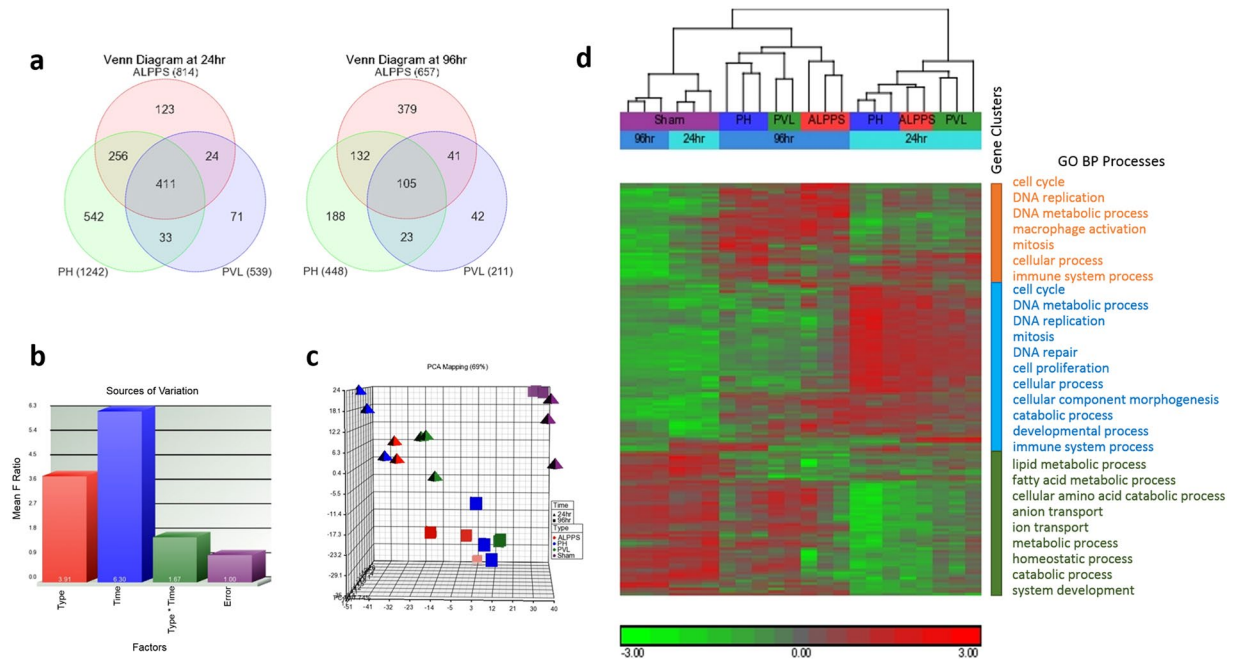 a
Venn Diagram at 24hr
ALPPS (814)
123
256
24
411
542
71
33
PH (1242)
PVL (539)
Venn Diagram at 96hr
ALPPS (657)
379
132
41
105
188
42
23
PH (448)
PVL (211)
b
Sources of Variation
Mean F Ratio
6.3
5.4
4.5
3.6
2.7
1.8
0.9
0.0
3.91
6.30
1.67
1.00
Type
Time
Type * Time
Error
Factors
c
PCA Mapping (69%)
24
18.1
12.2
6.3
0.4
-5.5
-11.4
-17.3
-23.2
-29.1
-51
-41
-32
-23
-14
-5
3
12
21
30
40
Time
24hr
96hr
Type
ALPPS
PH
PVL
Sham
d
Sham
PH
PVL
ALPPS
PH
ALPPS
PVL
96hr
24hr
96hr
24hr
Gene Clusters
GO BP Processes
cell cycle
DNA replication
DNA metabolic process
macrophage activation
mitosis
cellular process
immune system process
cell cycle
DNA metabolic process
DNA replication
mitosis
DNA repair
cell proliferation
cellular process
cellular component morphogenesis
catabolic process
developmental process
immune system process
lipid metabolic process
fatty acid metabolic process
cellular amino acid catabolic process
anion transport
ion transport
metabolic process
homeostatic process
catabolic process
system development
-3.00
0.00
3.00